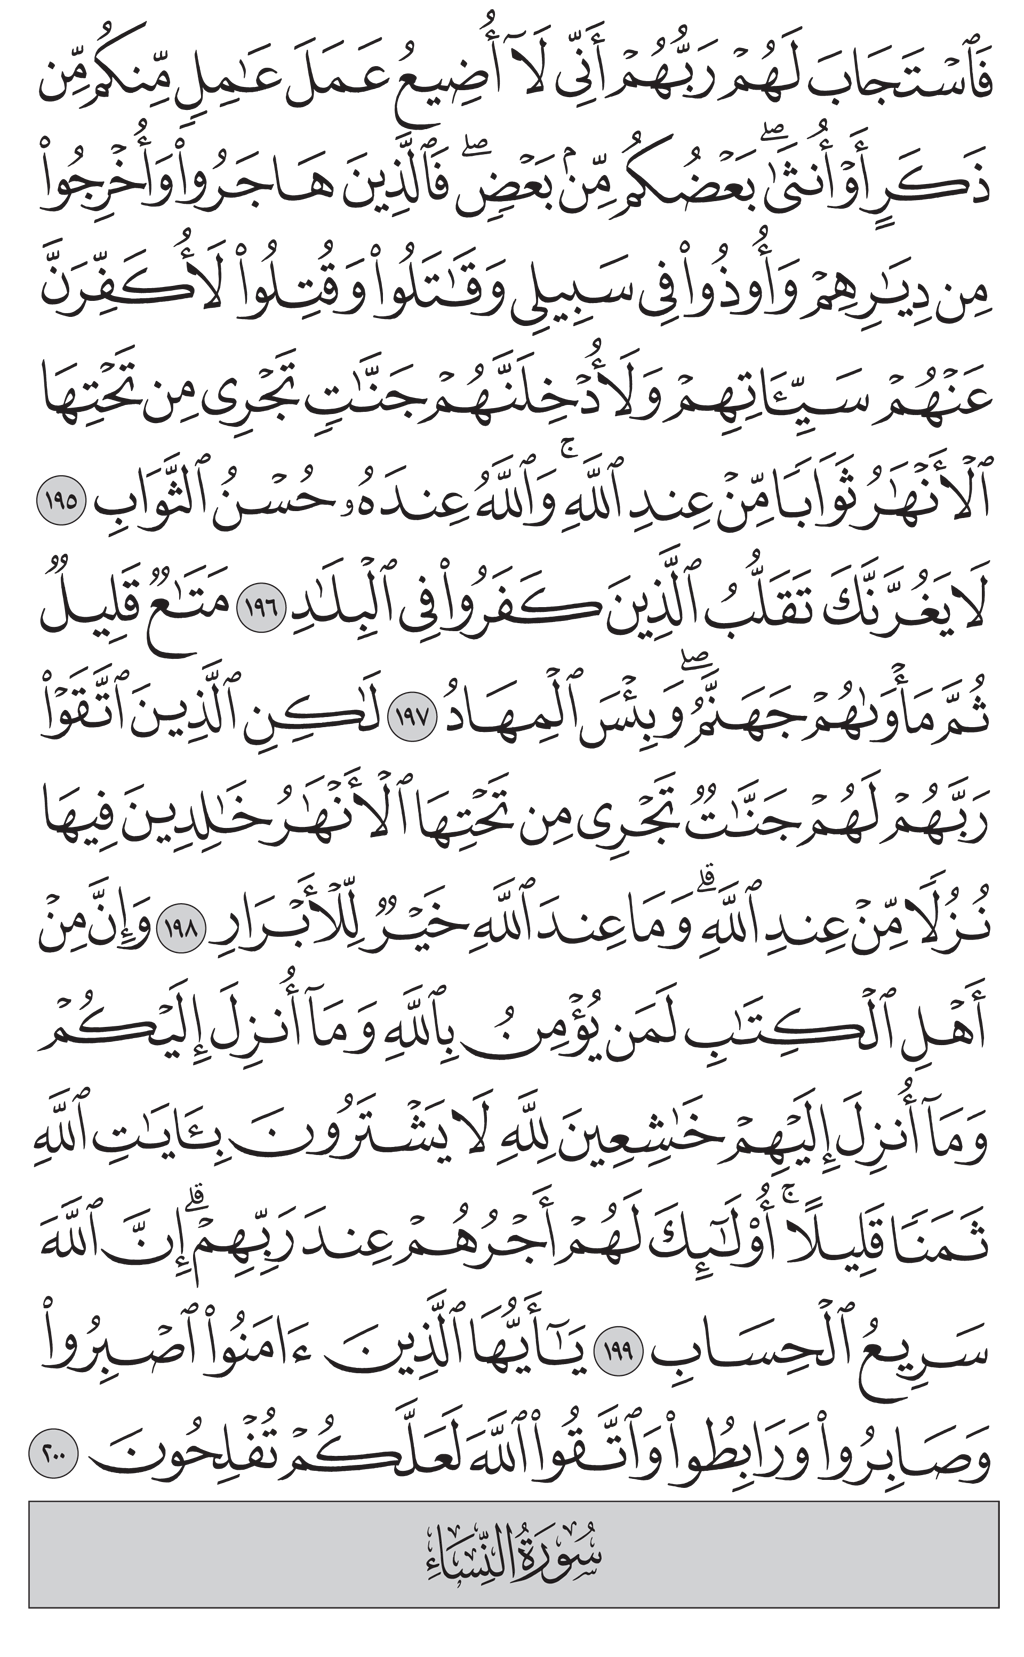 فَٱسۡتَجَابَ لَهُمۡ رَبُّهُمۡ أَنِّي لَآ أُضِيعُ عَمَلَ عَٰمِلٖ مِّنكُم مِّن
ذَكَرٍ أَوۡ أُنثَىٰۖ بَعۡضُكُم مِّنۢ بَعۡضٖۖ فَٱلَّذِينَ هَاجَرُواْ وَأُخۡرِجُواْ
مِن دِيَٰرِهِمۡ وَأُوذُواْ فِي سَبِيلِي وَقَٰتَلُواْ وَقُتِلُواْ لَأُكَفِّرَنَّ
عَنۡهُمۡ سَيِّـَٔاتِهِمۡ وَلَأُدۡخِلَنَّهُمۡ جَنَّٰتٖ تَجۡرِي مِن تَحۡتِهَا
ٱلۡأَنۡهَٰرُ ثَوَابٗا مِّنۡ عِندِ ٱللَّهِۚ وَٱللَّهُ عِندَهُۥ حُسۡنُ ٱلثَّوَابِ ١٩٥
لَا يَغُرَّنَّكَ تَقَلُّبُ ٱلَّذِينَ كَفَرُواْ فِي ٱلۡبِلَٰدِ ١٩٦ مَتَٰعٞ قَلِيلٞ
ثُمَّ مَأۡوَىٰهُمۡ جَهَنَّمُۖ وَبِئۡسَ ٱلۡمِهَادُ ١٩٧ لَٰكِنِ ٱلَّذِينَ ٱتَّقَوۡاْ
رَبَّهُمۡ لَهُمۡ جَنَّٰتٞ تَجۡرِي مِن تَحۡتِهَا ٱلۡأَنۡهَٰرُ خَٰلِدِينَ فِيهَا
نُزُلٗا مِّنۡ عِندِ ٱللَّهِۗ وَمَا عِندَ ٱللَّهِ خَيۡرٞ لِّلۡأَبۡرَارِ ١٩٨ وَإِنَّ مِنۡ
أَهۡلِ ٱلۡكِتَٰبِ لَمَن يُؤۡمِنُ بِٱللَّهِ وَمَآ أُنزِلَ إِلَيۡكُمۡ
وَمَآ أُنزِلَ إِلَيۡهِمۡ خَٰشِعِينَ لِلَّهِ لَا يَشۡتَرُونَ بِـَٔايَٰتِ ٱللَّهِ
ثَمَنٗا قَلِيلًاۚ أُوْلَٰٓئِكَ لَهُمۡ أَجۡرُهُمۡ عِندَ رَبِّهِمۡۗ إِنَّ ٱللَّهَ
سَرِيعُ ٱلۡحِسَابِ ١٩٩ يَٰٓأَيُّهَا ٱلَّذِينَ ءَامَنُواْ ٱصۡبِرُواْ
وَصَابِرُواْ وَرَابِطُواْ وَٱتَّقُواْ ٱللَّهَ لَعَلَّكُمۡ تُفۡلِحُونَ ٢٠٠
سُورَةُ النِّسَاءِ